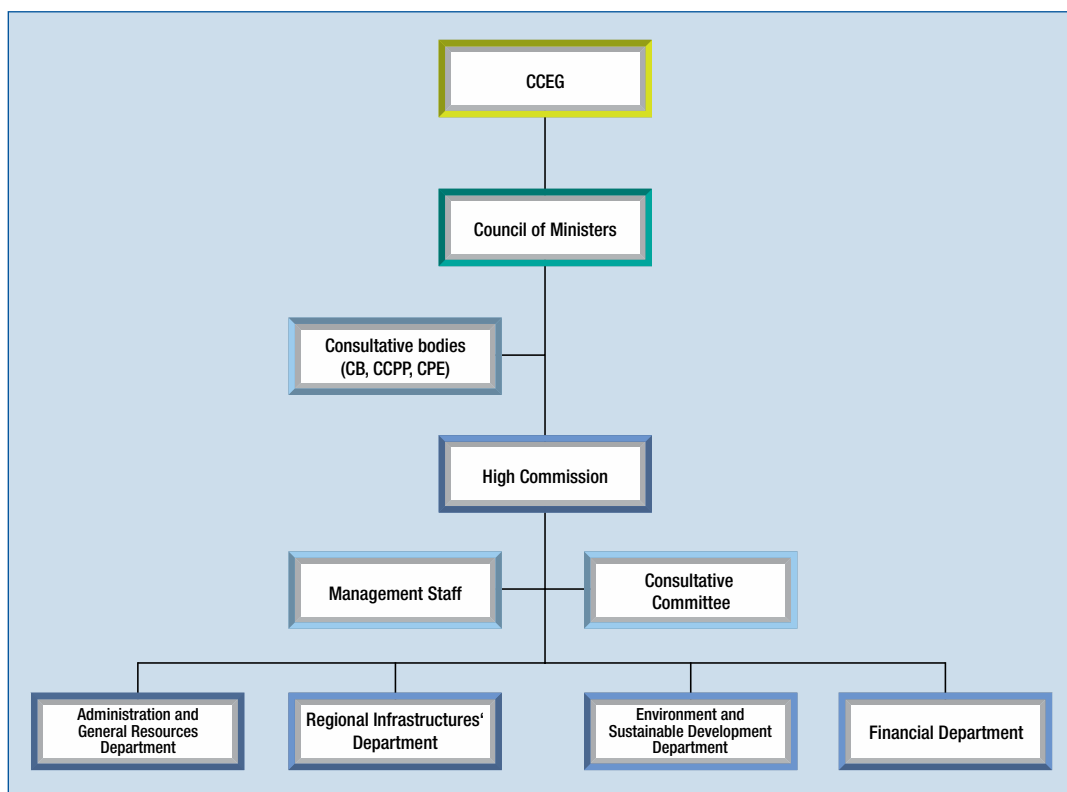 CCEG
Council of Ministers
Consultative bodies
(CB, CCPP, CPE)
High Commission
Management Staff
Consultative
Committee
Administration and
General Resources
Department
Regional Infrastructures‘
Department
Environment and
Sustainable Development
Department
Financial Department